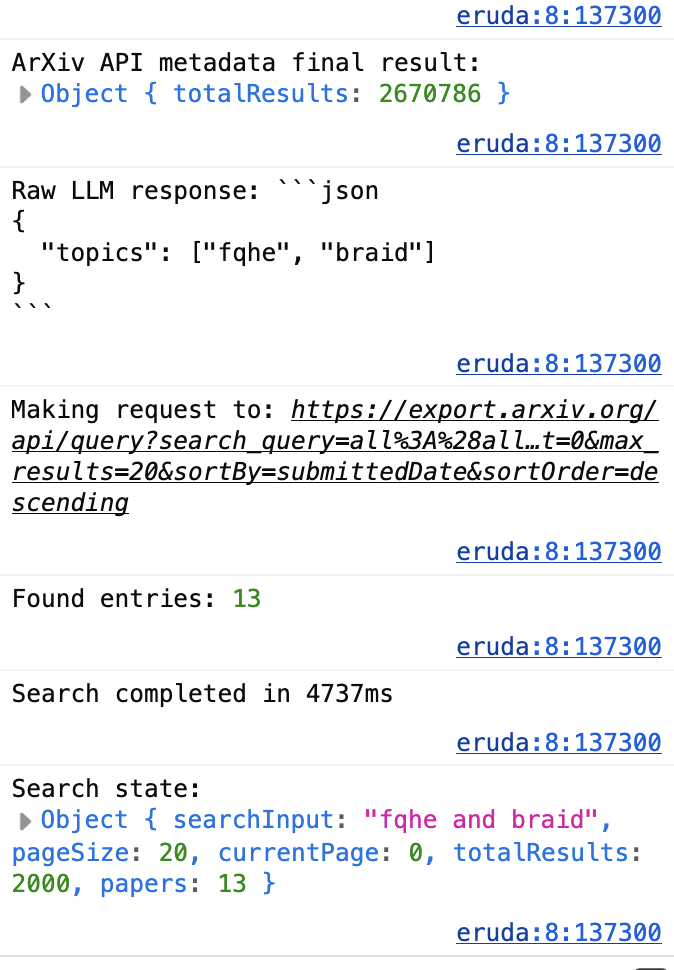 eruda:8:137300
ArXiv API metadata final result:
Object { totalResults: 2670786 }
eruda:8:137300
Raw LLM response: ```json
{
  "topics": ["fqhe", "braid"]
}
```
eruda:8:137300
Making request to: https://export.arxiv.org/
api/query?search_query=all%3A%28all…t=0&max_
results=20&sortBy=submittedDate&sortOrder=de
scending
eruda:8:137300
Found entries: 13
eruda:8:137300
Search completed in 4737ms
eruda:8:137300
Search state:
Object { searchInput: "fqhe and braid",
pageSize: 20, currentPage: 0, totalResults:
2000, papers: 13 }
eruda:8:137300